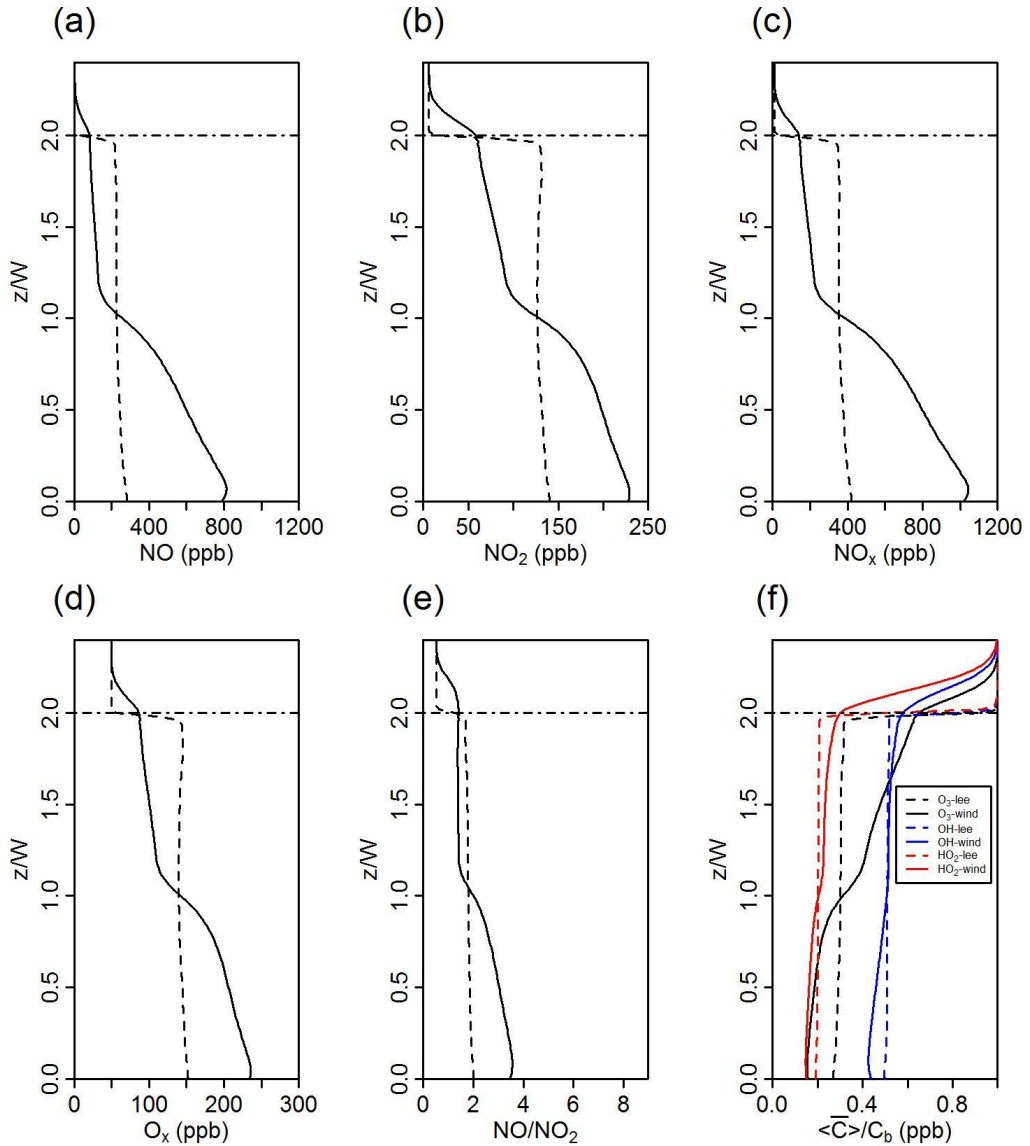 (a)
(b)
(c)
z/W
0.0 0.5 1.0 1.5 2.0
0 400 800 1200
NO (ppb)
z/W
0.0 0.5 1.0 1.5 2.0
0 50 150 250
NO₂ (ppb)
z/W
0.0 0.5 1.0 1.5 2.0
0 400 800 1200
NOₓ (ppb)
(d)
(e)
(f)
z/W
0.0 0.5 1.0 1.5 2.0
0 100 200 300
Oₓ (ppb)
z/W
0.0 0.5 1.0 1.5 2.0
0 2 4 6 8
NO/NO₂
z/W
0.0 0.5 1.0 1.5 2.0
O₃-lee
O₃-wind
OH-lee
OH-wind
HO₂-lee
HO₂-wind
0.0 0.4 0.8
<C̅>/C_b (ppb)